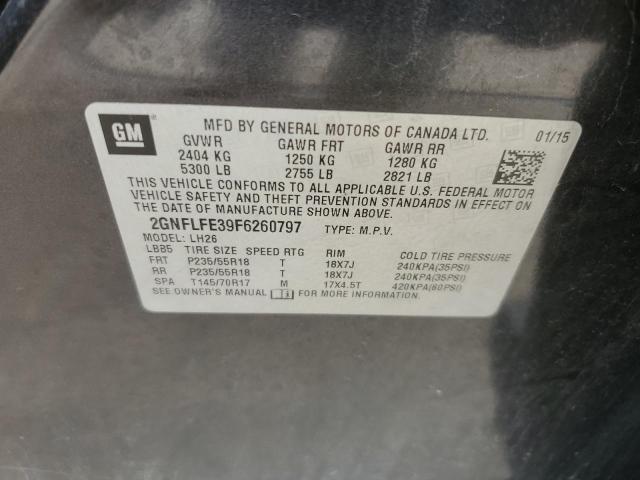 GM
MFD BY GENERAL MOTORS OF CANADA LTD. 01/15
GVWR GAWR FRT GAWR RR
2404 KG 1250 KG 1280 KG
5300 LB 2755 LB 2821 LB
THIS VEHICLE CONFORMS TO ALL APPLICABLE U.S. FEDERAL MOTOR
VEHICLE SAFETY AND THEFT PREVENTION STANDARDS IN EFFECT ON
THE DATE OF MANUFACTURE SHOWN ABOVE.
2GNFLFE39F6260797 TYPE: M.P.V.
MODEL: LH26
LBB5 TIRE SIZE SPEED RTG RIM COLD TIRE PRESSURE
FRT P235/55R18 T 18X7J 240KPA(35PSI)
RR P235/55R18 T 18X7J 240KPA(35PSI)
SPA T145/70R17 M 17X4.5T 420KPA(60PSI)
SEE OWNER'S MANUAL FOR MORE INFORMATION.